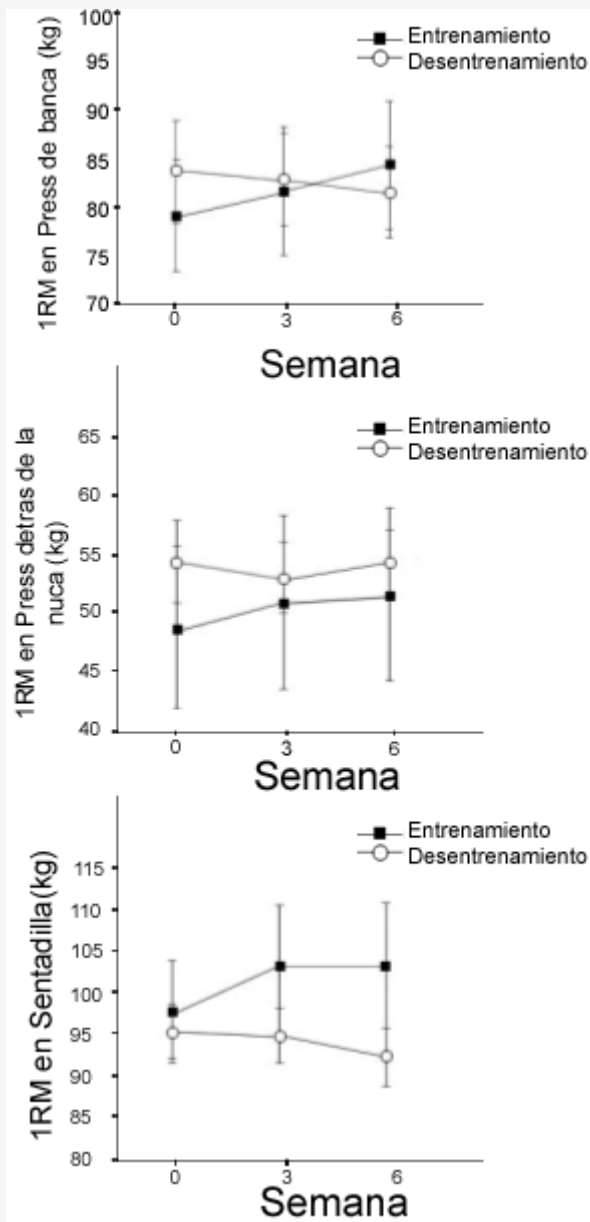 1RM en Press de banca (kg)
100
95
90
85
80
75
70
Entrenamiento
Desentrenamiento
0 3 6
Semana
1RM en Press detras de la
nuca (kg)
65
60
55
50
45
40
Entrenamiento
Desentrenamiento
0 3 6
Semana
1RM en Sentadilla(kg)
115
110
105
100
95
90
85
80
Entrenamiento
Desentrenamiento
0 3 6
Semana